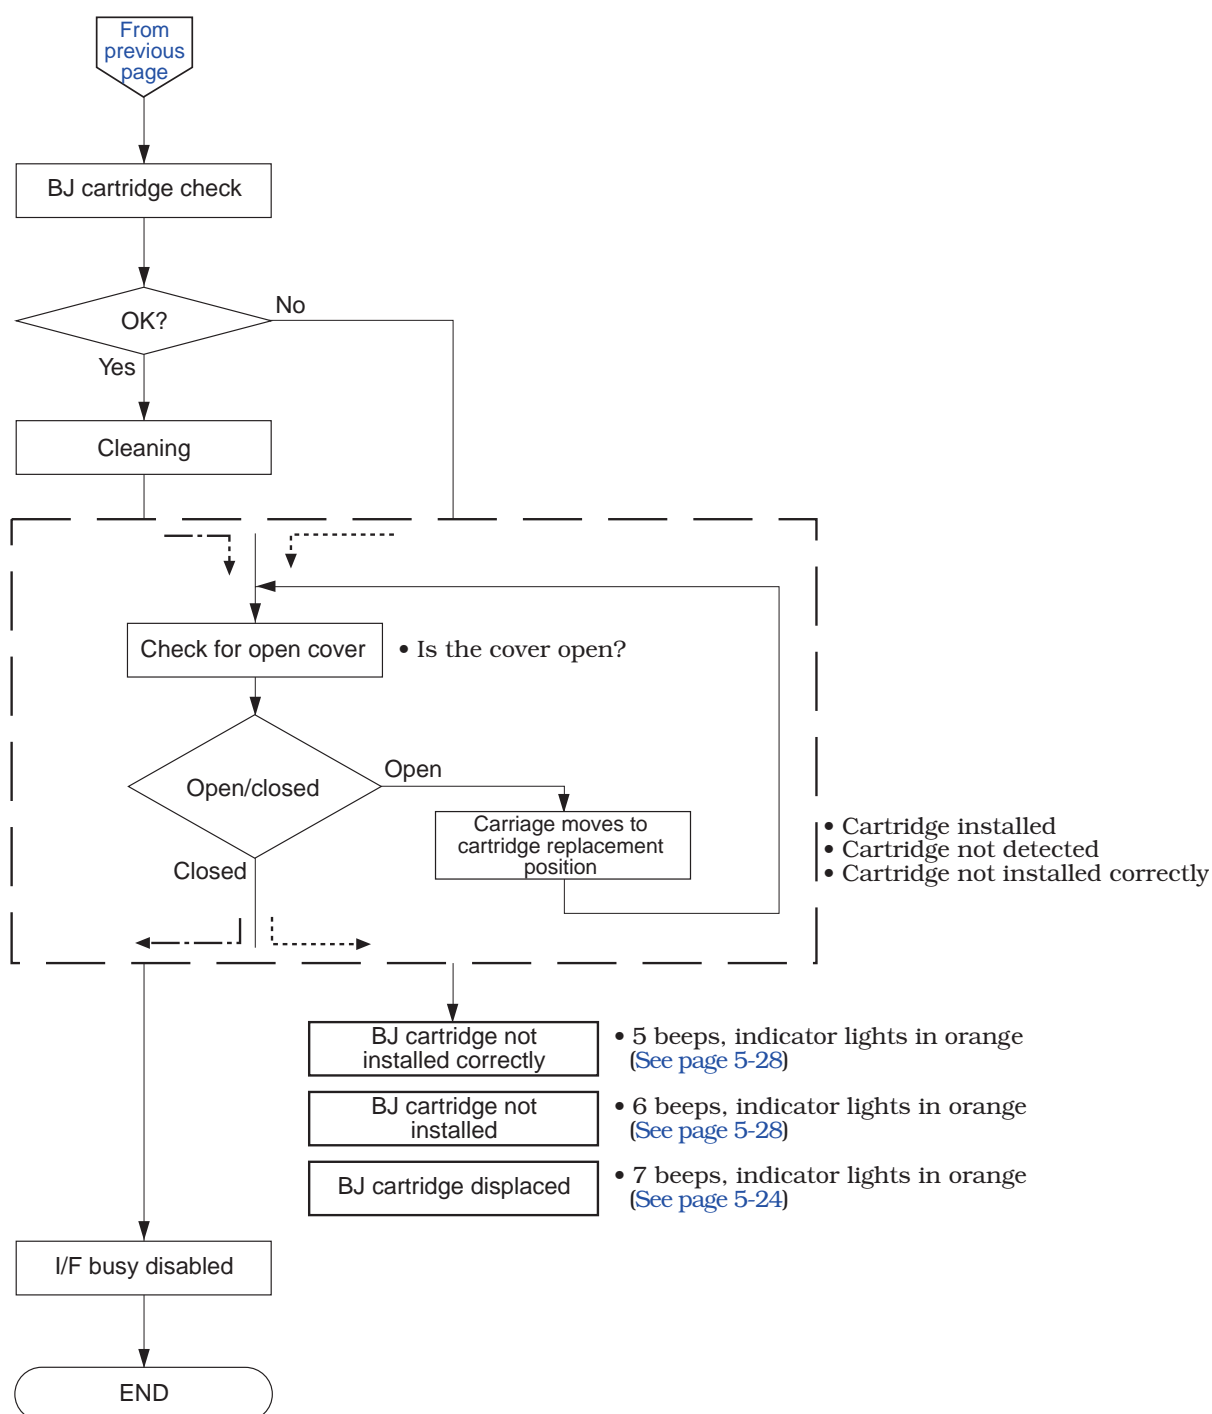 From
previous
page
BJ cartridge check
OK?
No
Yes
Cleaning
Check for open cover
• Is the cover open?
Open/closed
Open
Carriage moves to
cartridge replacement
position
Closed
• Cartridge installed
• Cartridge not detected
• Cartridge not installed correctly
BJ cartridge not
installed correctly
• 5 beeps, indicator lights in orange
(See page 5-28)
BJ cartridge not
installed
• 6 beeps, indicator lights in orange
(See page 5-28)
BJ cartridge displaced
• 7 beeps, indicator lights in orange
(See page 5-24)
I/F busy disabled
END